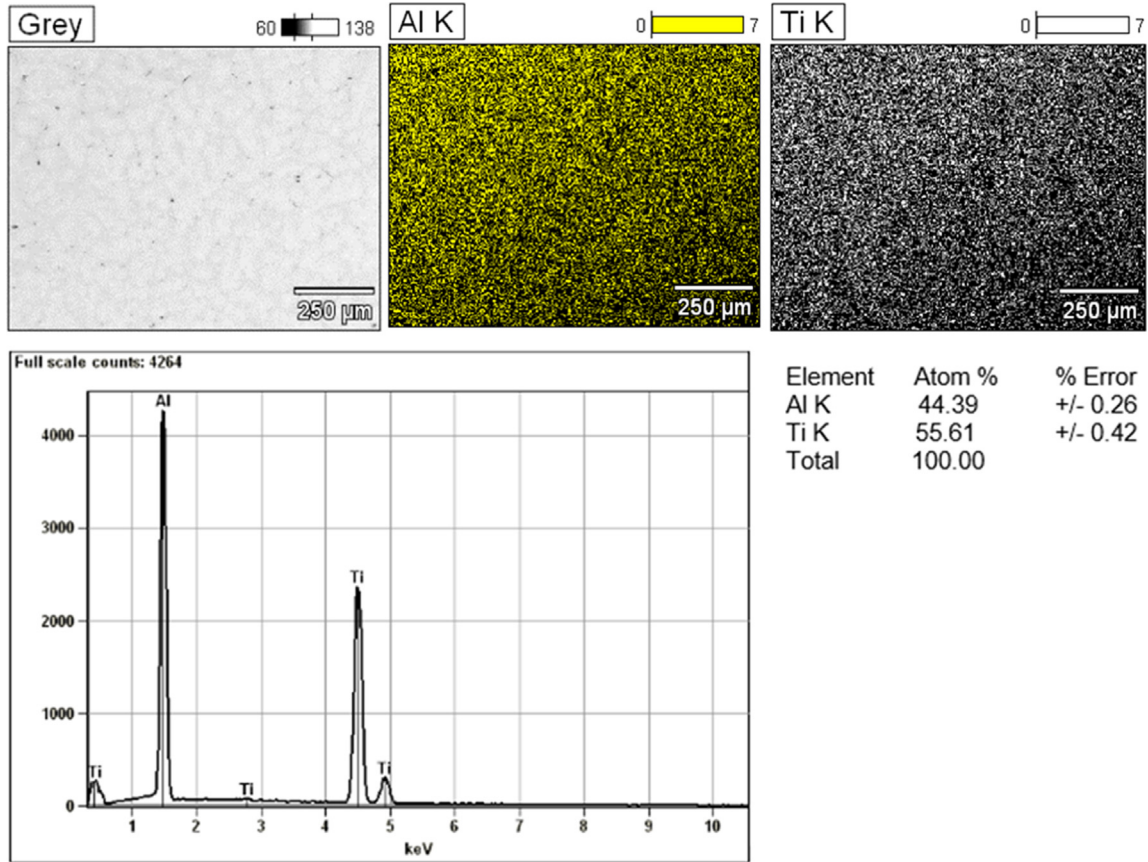 Grey
60 138
250 µm
Al K
0 7
250 µm
Ti K
0 7
250 µm
Full scale counts: 4264
Al
Ti
Ti
Ti
Ti
4000
3000
2000
1000
0
1 2 3 4 5 6 7 8 9 10
keV
Element Atom % % Error
Al K 44.39 +/- 0.26
Ti K 55.61 +/- 0.42
Total 100.00